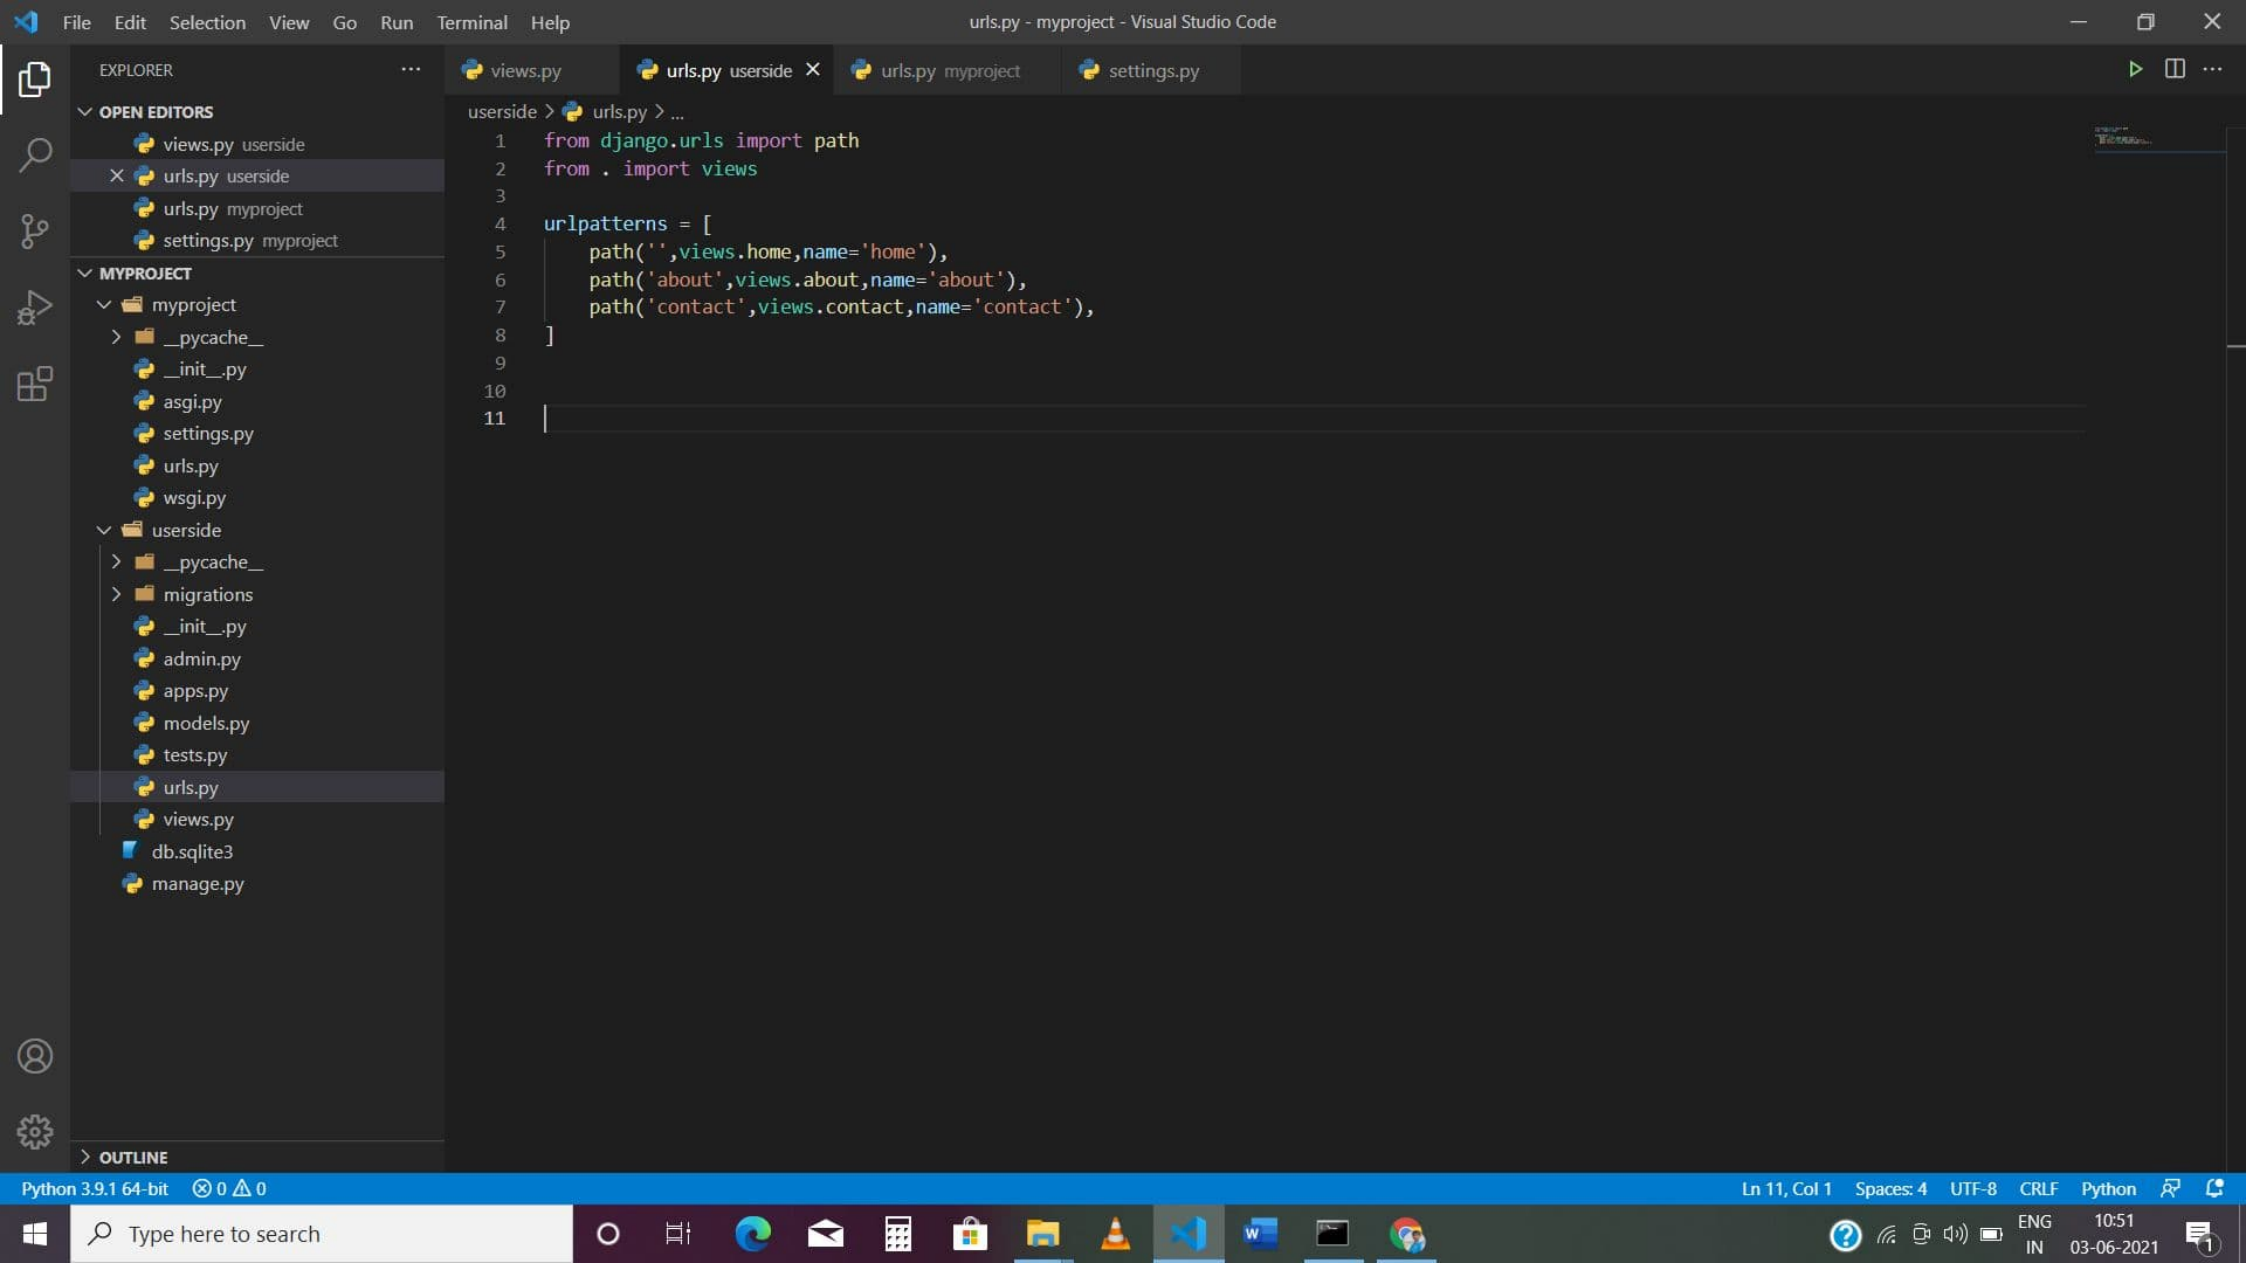 File Edit Selection View Go Run Terminal Help
urls.py - myproject - Visual Studio Code
EXPLORER ...
views.py
urls.py userside
urls.py myproject
settings.py
OPEN EDITORS
views.py userside
urls.py userside
urls.py myproject
settings.py myproject
MYPROJECT
myproject
__pycache__
__init__.py
asgi.py
settings.py
urls.py
wsgi.py
userside
__pycache__
migrations
__init__.py
admin.py
apps.py
models.py
tests.py
urls.py
views.py
db.sqlite3
manage.py
OUTLINE
userside > urls.py > ...
1 from django.urls import path
2 from . import views
3
4 urlpatterns = [
5 path('',views.home,name='home'),
6 path('about',views.about,name='about'),
7 path('contact',views.contact,name='contact'),
8 ]
9
10
11
Python 3.9.1 64-bit 0 0
Ln 11, Col 1 Spaces: 4 UTF-8 CRLF Python
Type here to search
W
ENG
IN
10:51
03-06-2021
1